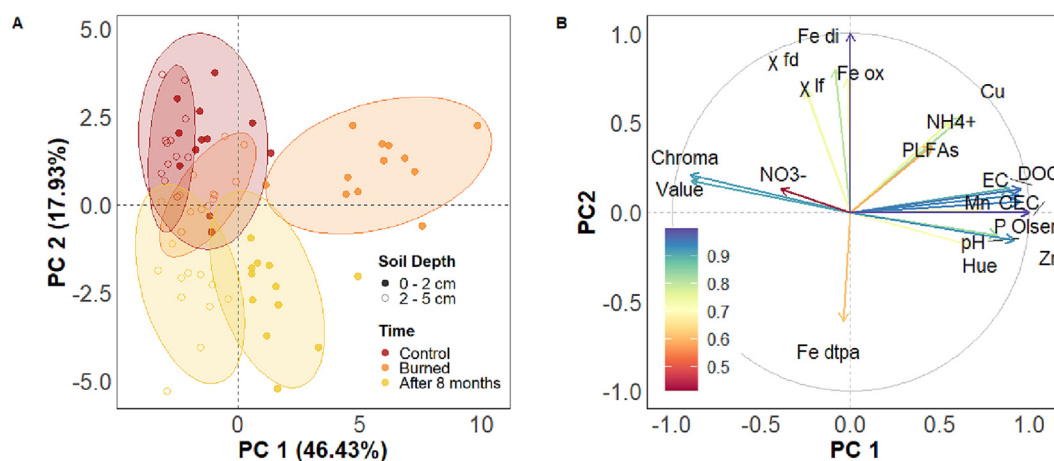 A
5.0
2.5
0.0
-2.5
-5.0
0
5
10
PC 2 (17.93%)
PC 1 (46.43%)
Soil Depth
0 - 2 cm
2 - 5 cm
Time
Control
Burned
After 8 months
B
1.0
0.5
0.0
-0.5
-1.0
-1.0
-0.5
0.0
0.5
1.0
PC2
PC 1
Fe di
χ fd
Fe ox
χ lf
Cu
NH4+
PLFAs
Chroma
Value
NO3-
EC
DOC
Mn CEC
P Olsen
pH
Hue
Zn
Fe dtpa
0.9
0.8
0.7
0.6
0.5